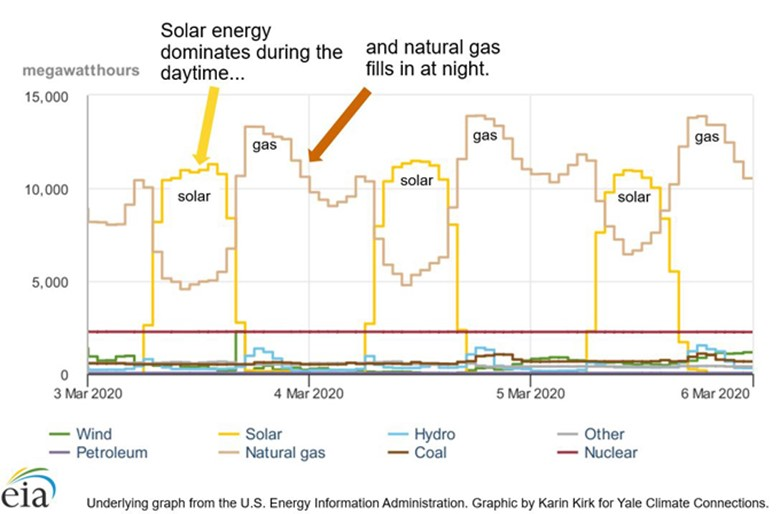 Solar energy
dominates during the
daytime...
and natural gas
fills in at night.
megawatthours
15,000
gas
gas
gas
solar
solar
solar
10,000
5,000
0
3 Mar 2020
4 Mar 2020
5 Mar 2020
6 Mar 2020
Wind
Solar
Hydro
Other
Petroleum
Natural gas
Coal
Nuclear
eia
Underlying graph from the U.S. Energy Information Administration. Graphic by Karin Kirk for Yale Climate Connections.